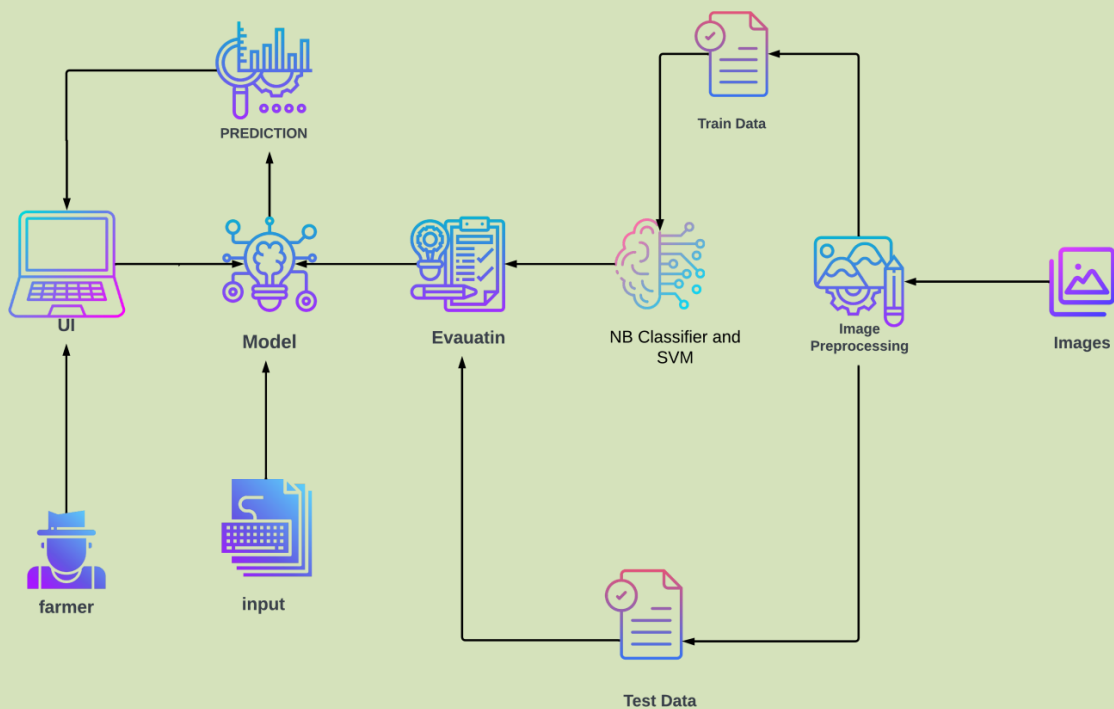 PREDICTION
Train Data
UI
Model
Evauatin
NB Classifier and
SVM
Image
Preprocessing
Images
farmer
input
Test Data